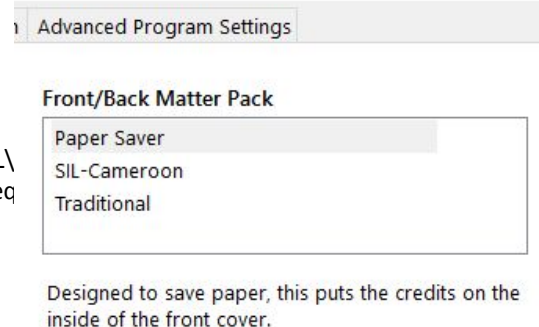 Advanced Program Settings
Front/Back Matter Pack
Paper Saver
SIL-Cameroon
Traditional
Designed to save paper, this puts the credits on the
inside of the front cover.